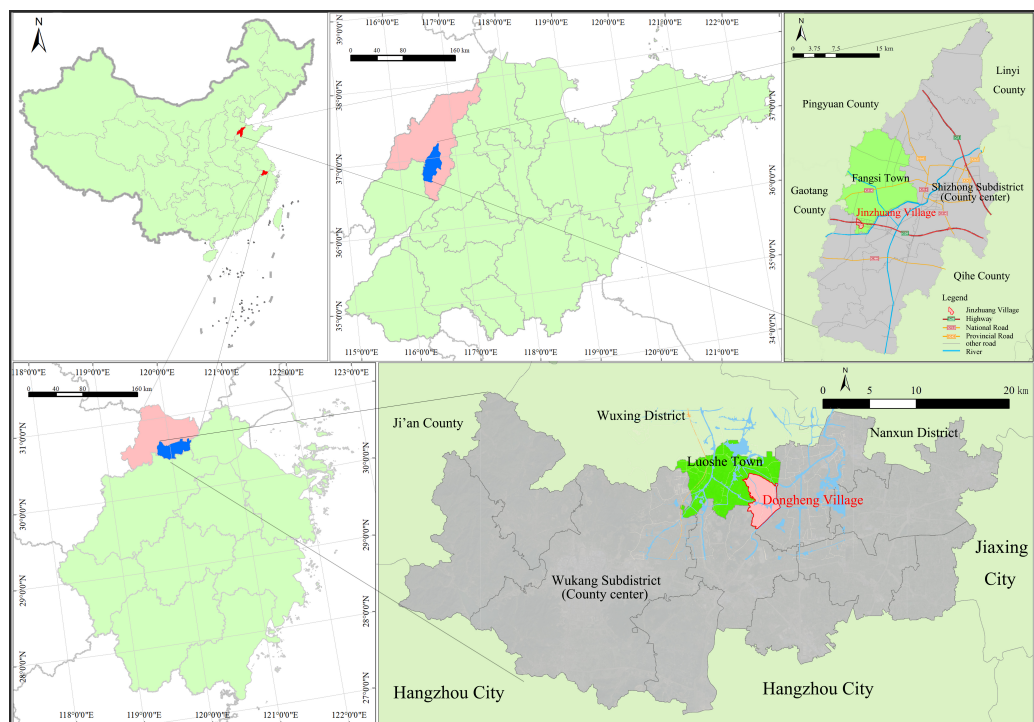 N
116°0'0"E
117°0'0"E
118°0'0"E
119°0'0"E
120°0'0"E
121°0'0"E
122°0'0"E
N
0
40
80
160 km
39°0'0"N
38°0'0"N
37°0'0"N
36°0'0"N
35°0'0"N
37°0'0"N
36°0'0"N
35°0'0"N
34°0'0"N
115°0'0"E
116°0'0"E
117°0'0"E
118°0'0"E
119°0'0"E
120°0'0"E
121°0'0"E
N
0
3.75
7.5
15 km
Linyi
County
Pingyuan County
Fangsi Town
Gaotang
County
Shizhong Subdistrict
(County center)
Jinzhuang Village
Qihe County
Legend
Jinzhuang Village
Highway
National Road
Provincial Road
other road
River
118°0'0"E
119°0'0"E
120°0'0"E
121°0'0"E
122°0'0"E
123°0'0"E
N
0
40
80
160 km
31°0'0"N
30°0'0"N
29°0'0"N
28°0'0"N
30°0'0"N
29°0'0"N
28°0'0"N
27°0'0"N
118°0'0"E
119°0'0"E
120°0'0"E
121°0'0"E
122°0'0"E
N
0
5
10
20 km
Ji'an County
Wuxing District
Nanxun District
Luoshe Town
Dongheng Village
Jiaxing
City
Wukang Subdistrict
(County center)
Hangzhou City
Hangzhou City